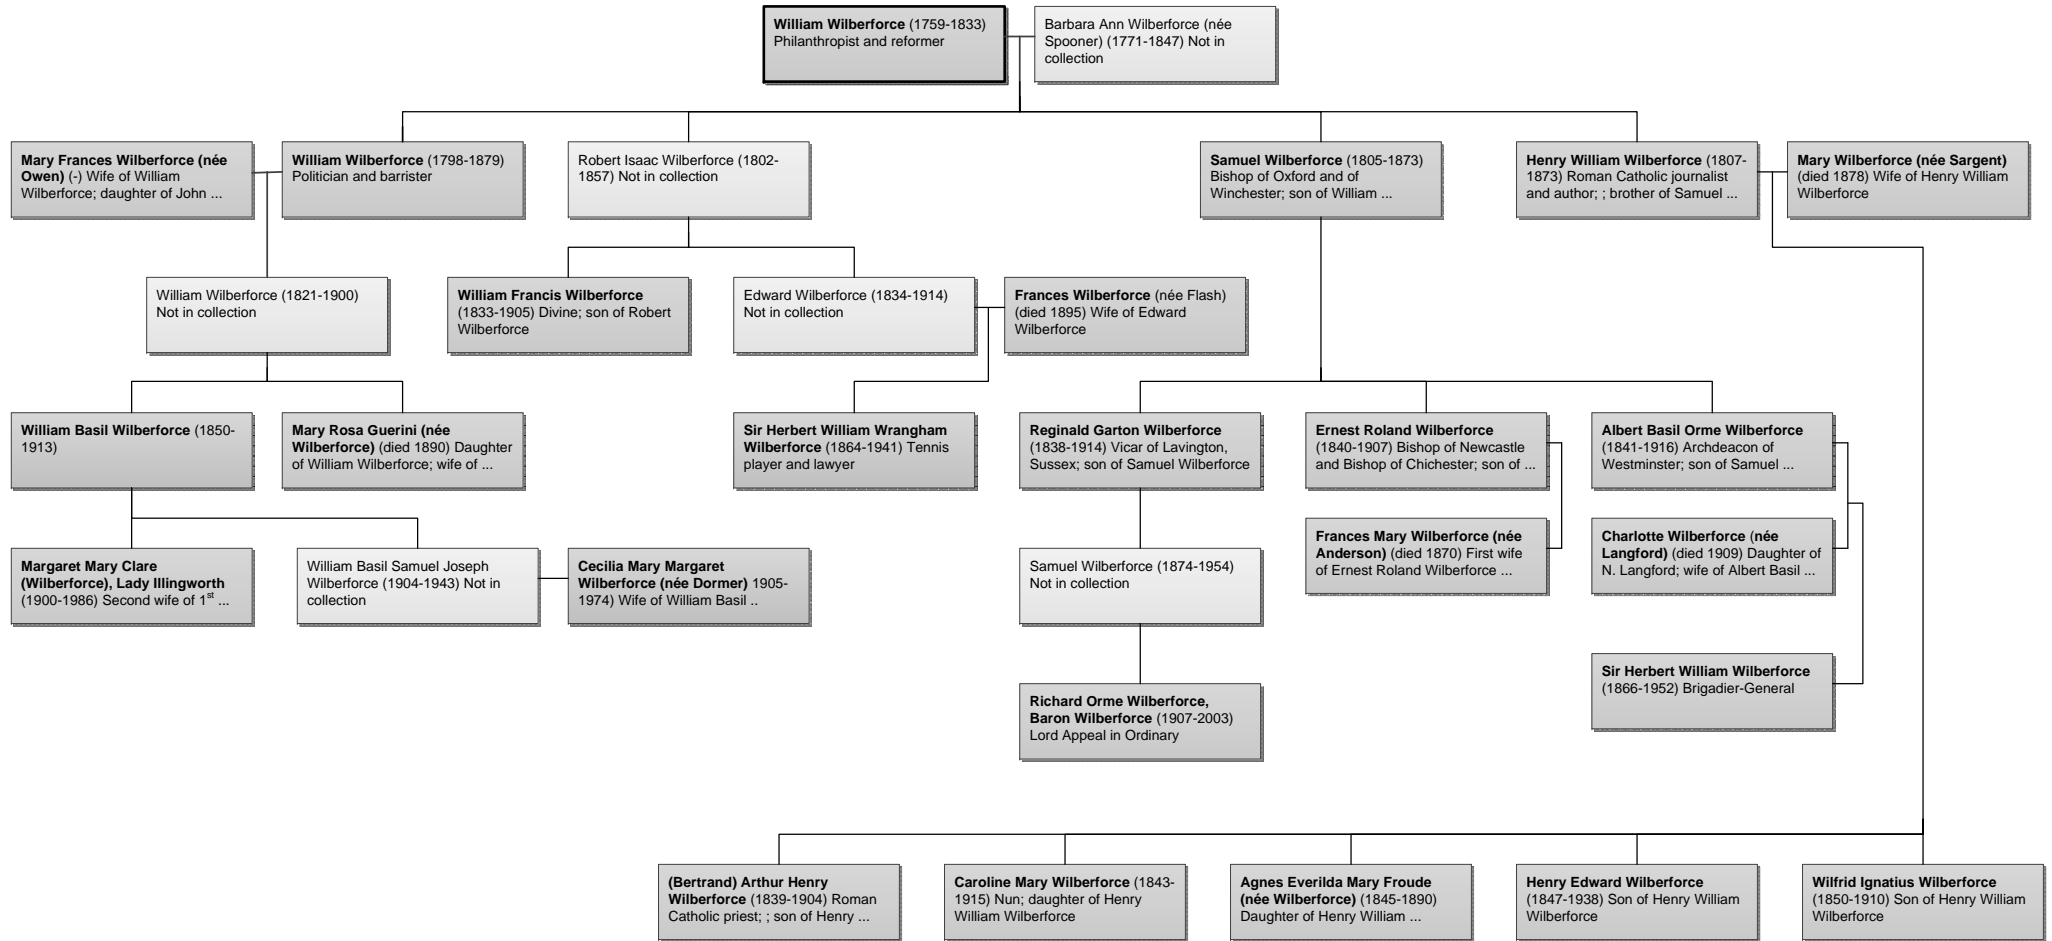 William Wilberforce (1759-1833)
Philanthropist and reformer
Barbara Ann Wilberforce (née
Spooner) (1771-1847) Not in
collection
Mary Frances Wilberforce (née
Owen) (-) Wife of William
Wilberforce; daughter of John ...
William Wilberforce (1798-1879)
Politician and barrister
Robert Isaac Wilberforce (1802-
1857) Not in collection
Samuel Wilberforce (1805-1873)
Bishop of Oxford and of
Winchester; son of William ...
Henry William Wilberforce (1807-
1873) Roman Catholic journalist
and author; ; brother of Samuel ...
Mary Wilberforce (née Sargent)
(died 1878) Wife of Henry William
Wilberforce
William Wilberforce (1821-1900)
Not in collection
William Francis Wilberforce
(1833-1905) Divine; son of Robert
Wilberforce
Edward Wilberforce (1834-1914)
Not in collection
Frances Wilberforce (née Flash)
(died 1895) Wife of Edward
Wilberforce
William Basil Wilberforce (1850-
1913)
Mary Rosa Guerini (née
Wilberforce) (died 1890) Daughter
of William Wilberforce; wife of ...
Sir Herbert William Wrangham
Wilberforce (1864-1941) Tennis
player and lawyer
Reginald Garton Wilberforce
(1838-1914) Vicar of Lavington,
Sussex; son of Samuel Wilberforce
Ernest Roland Wilberforce
(1840-1907) Bishop of Newcastle
and Bishop of Chichester; son of ...
Albert Basil Orme Wilberforce
(1841-1916) Archdeacon of
Westminster; son of Samuel ...
Margaret Mary Clare
(Wilberforce), Lady Illingworth
(1900-1986) Second wife of 1st ...
William Basil Samuel Joseph
Wilberforce (1904-1943) Not in
collection
Cecilia Mary Margaret
Wilberforce (née Dormer) 1905-
1974) Wife of William Basil ..
Samuel Wilberforce (1874-1954)
Not in collection
Frances Mary Wilberforce (née
Anderson) (died 1870) First wife
of Ernest Roland Wilberforce ...
Charlotte Wilberforce (née
Langford) (died 1909) Daughter of
N. Langford; wife of Albert Basil ...
Sir Herbert William Wilberforce
(1866-1952) Brigadier-General
Richard Orme Wilberforce,
Baron Wilberforce (1907-2003)
Lord Appeal in Ordinary
(Bertrand) Arthur Henry
Wilberforce (1839-1904) Roman
Catholic priest; ; son of Henry ...
Caroline Mary Wilberforce (1843-
1915) Nun; daughter of Henry
William Wilberforce
Agnes Everilda Mary Froude
(née Wilberforce) (1845-1890)
Daughter of Henry William ...
Henry Edward Wilberforce
(1847-1938) Son of Henry William
Wilberforce
Wilfrid Ignatius Wilberforce
(1850-1910) Son of Henry William
Wilberforce